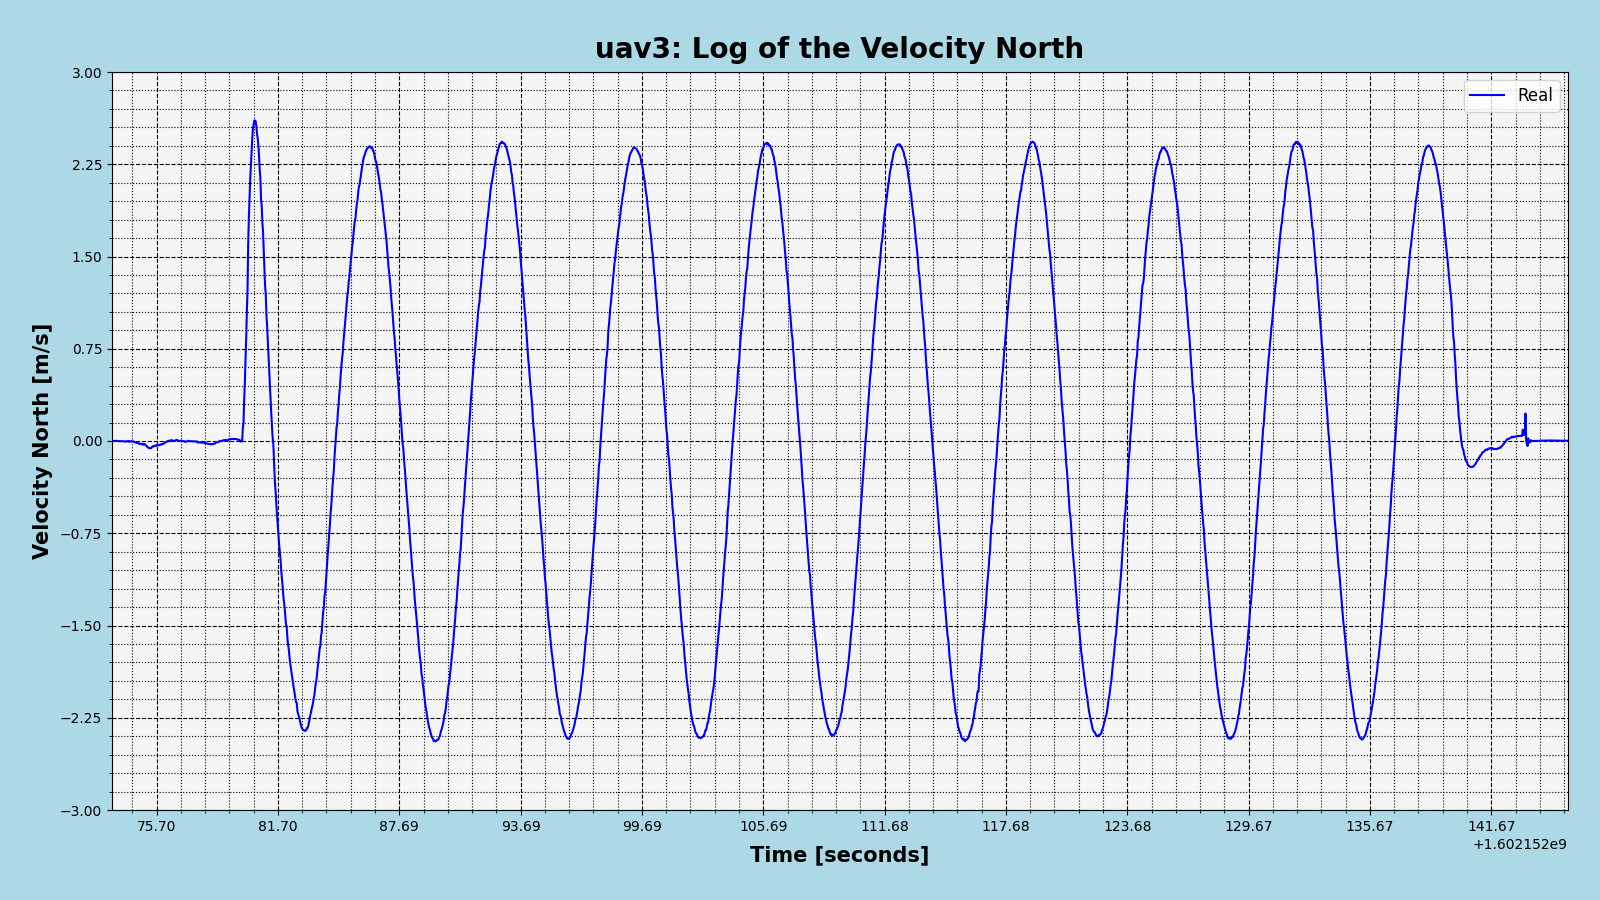 uav3: Log of the Velocity North
Real
3.00
2.25
1.50
0.75
0.00
−0.75
−1.50
−2.25
−3.00
Velocity North [m/s]
75.70 81.70 87.69 93.69 99.69 105.69 111.68 117.68 123.68 129.67 135.67 141.67
+1.602152e9
Time [seconds]